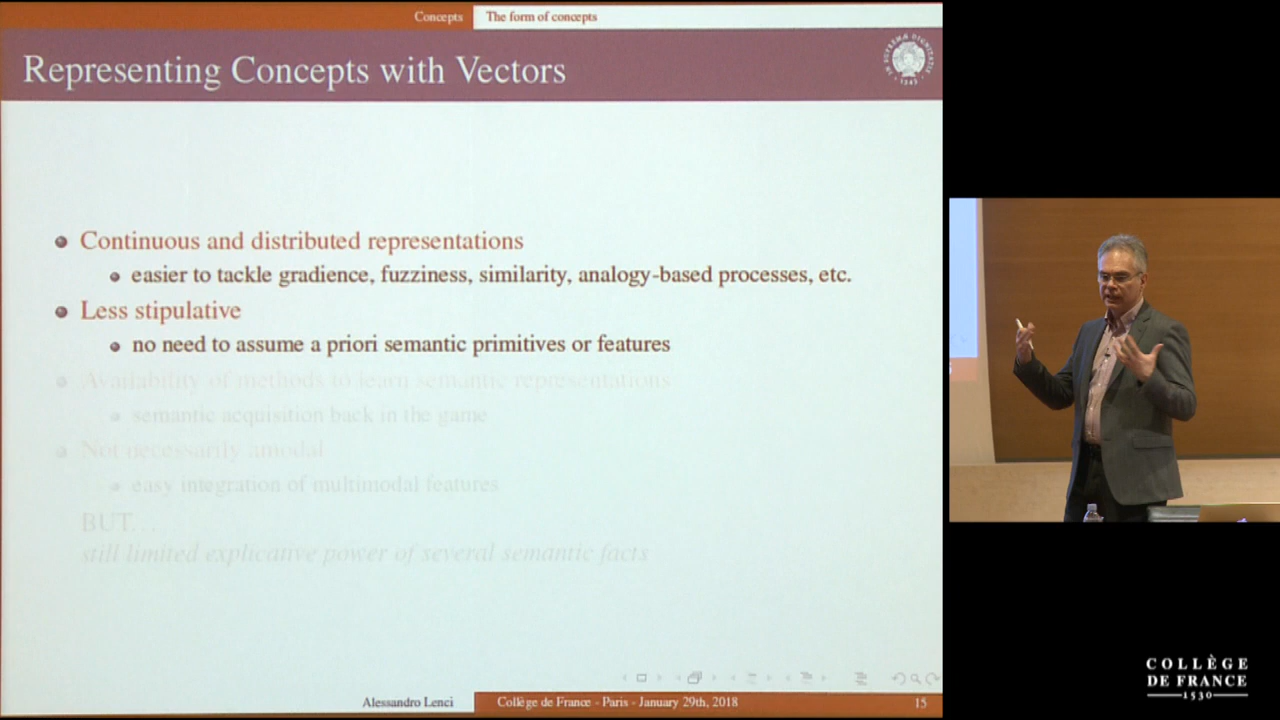 Concepts
The form of concepts
Representing Concepts with Vectors
Continuous and distributed representations
easier to tackle gradience, fuzziness, similarity, analogy-based processes, etc.
Less stipulative
no need to assume a priori semantic primitives or features
Availability of methods to learn semantic representations
semantic acquisition back in the game
Not necessarily amodal
easy integration of multimodal features
BUT...
still limited explicative power of several semantic facts
Alessandro Lenci
Collège de France - Paris - January 29th, 2018
15
IN SUPREMA DIGNITATIS
1343
COLLÈGE
DE FRANCE
1530